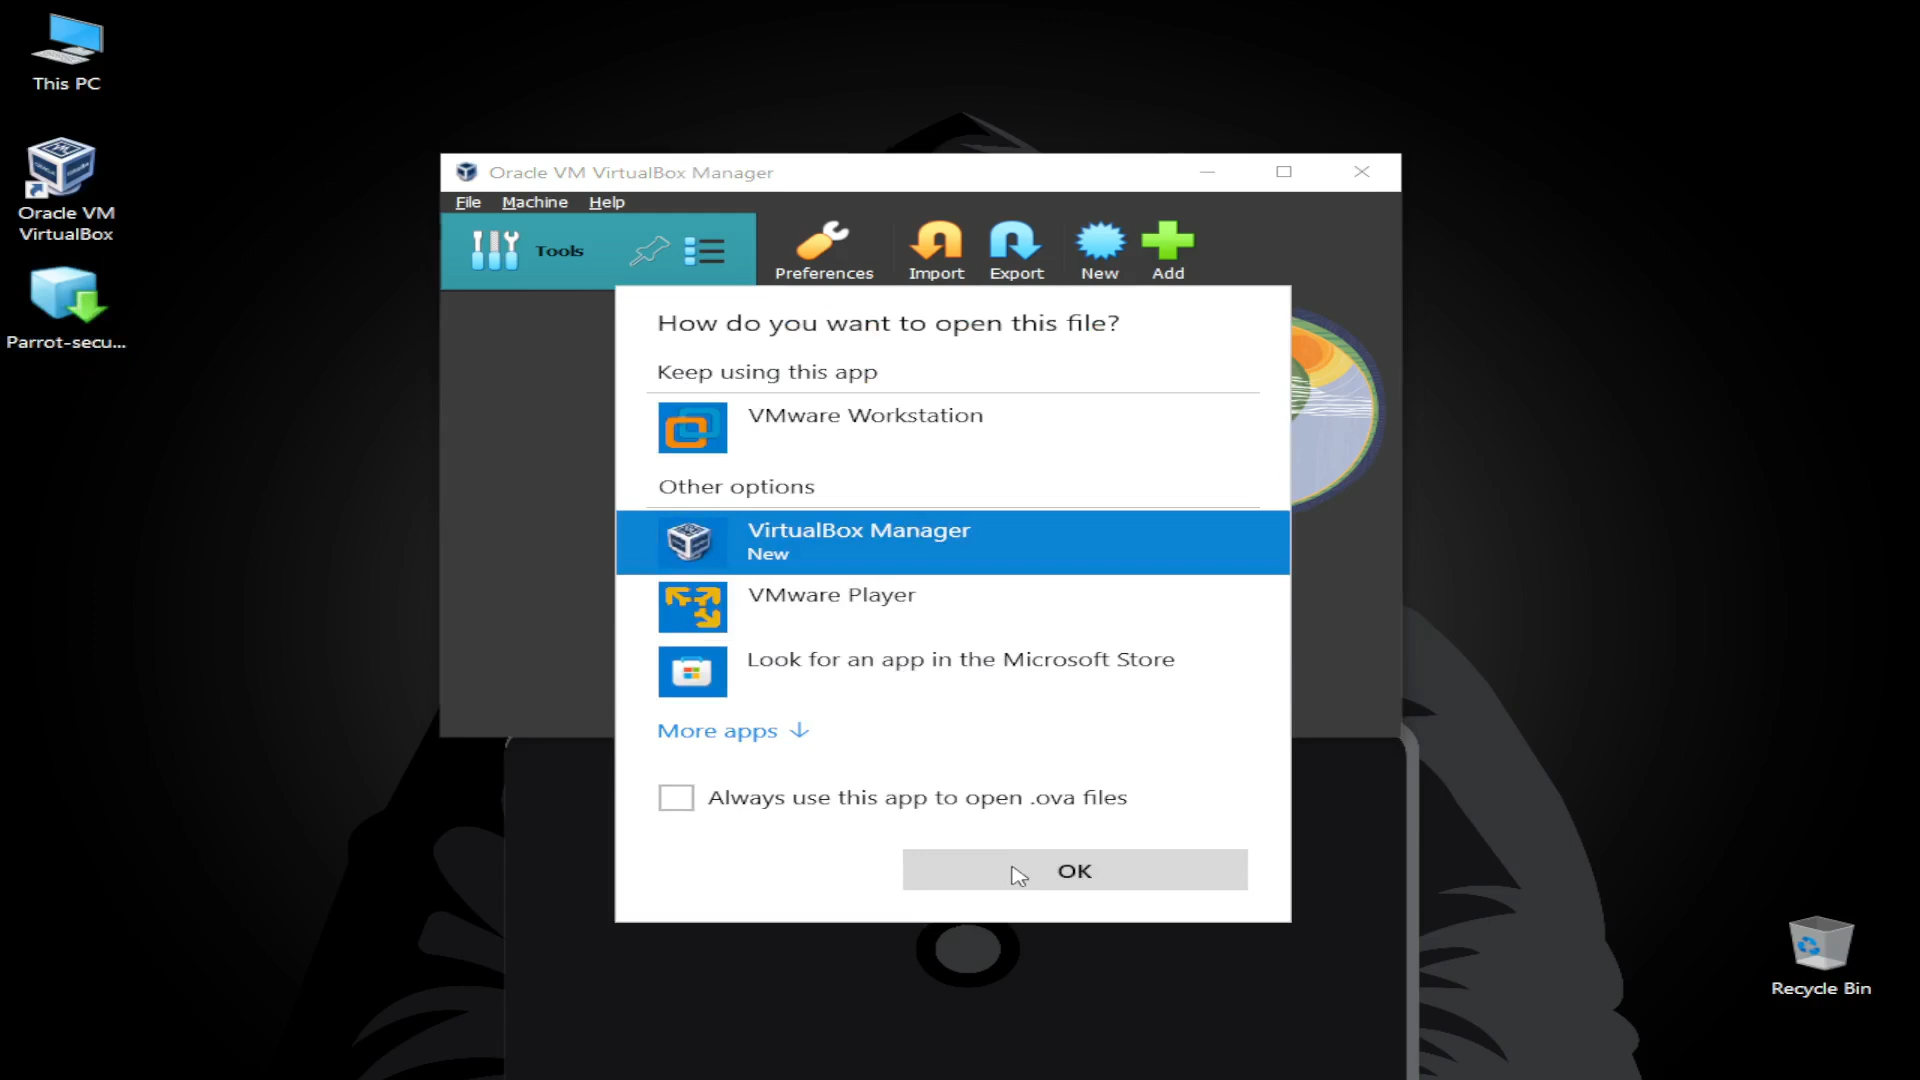 This PC
Oracle VM
VirtualBox
Parrot-secu...
Oracle VM VirtualBox Manager
File Machine Help
Tools
Preferences
Import
Export
New
Add
How do you want to open this file?
Keep using this app
VMware Workstation
Other options
VirtualBox Manager
New
VMware Player
Look for an app in the Microsoft Store
More apps
Always use this app to open .ova files
OK
Recycle Bin